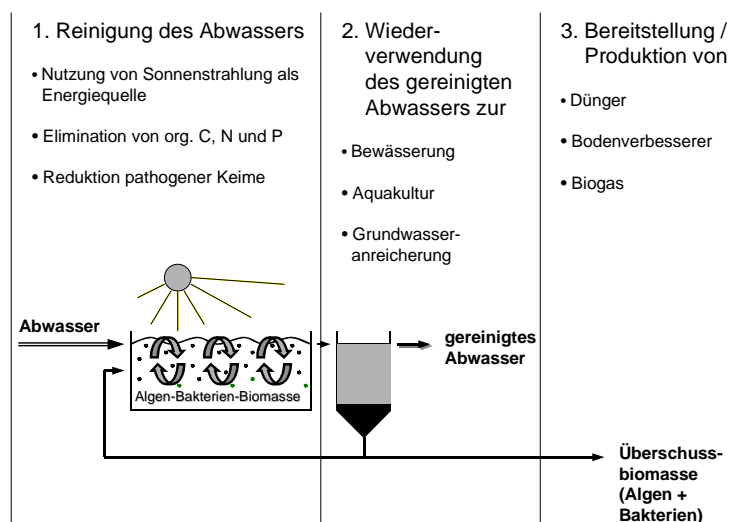 1. Reinigung des Abwassers
• Nutzung von Sonnenstrahlung als
Energiequelle
• Elimination von org. C, N und P
• Reduktion pathogener Keime
2. Wieder-
verwendung
des gereinigten
Abwassers zur
• Bewässerung
• Aquakultur
• Grundwasser-
anreicherung
3. Bereitstellung /
Produktion von
• Dünger
• Bodenverbesserer
• Biogas
Abwasser
Algen-Bakterien-Biomasse
gereinigtes
Abwasser
Überschuss-
biomasse
(Algen +
Bakterien)